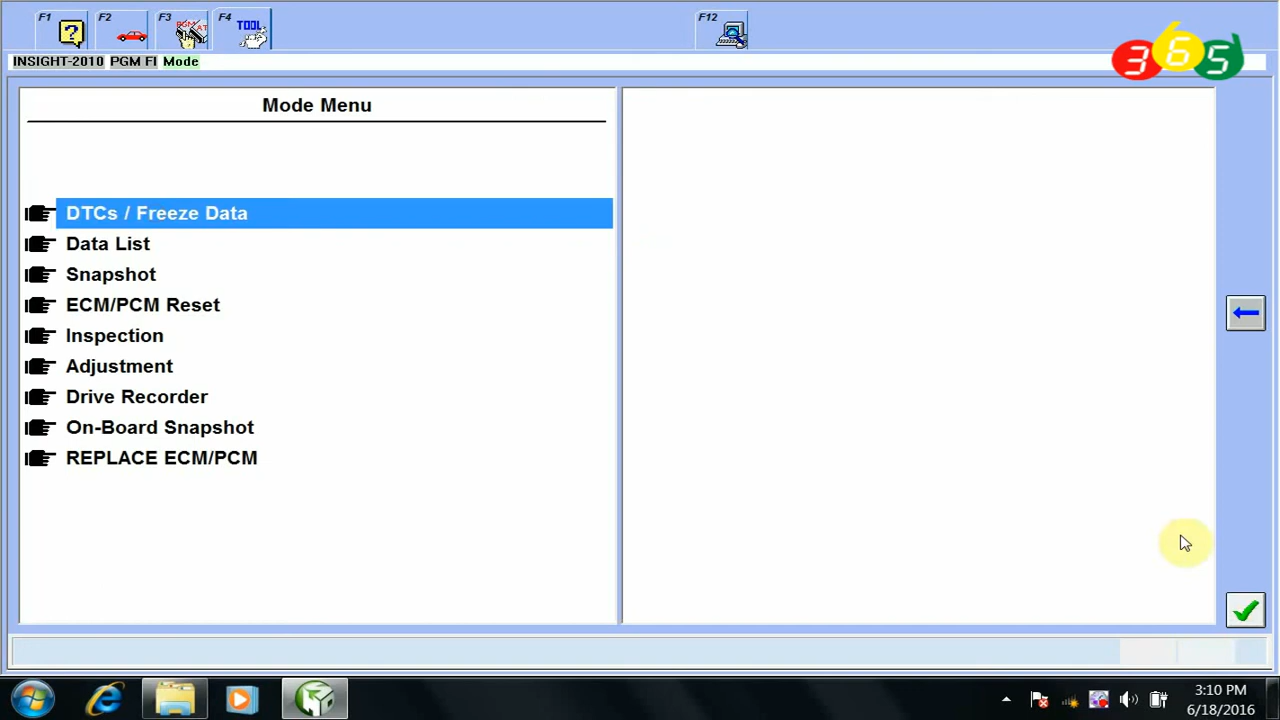 F1 F2 F3 PGM AT F4 TOOL F12
365
INSIGHT-2010 PGM FI Mode
Mode Menu
DTCs / Freeze Data
Data List
Snapshot
ECM/PCM Reset
Inspection
Adjustment
Drive Recorder
On-Board Snapshot
REPLACE ECM/PCM
3:10 PM
6/18/2016